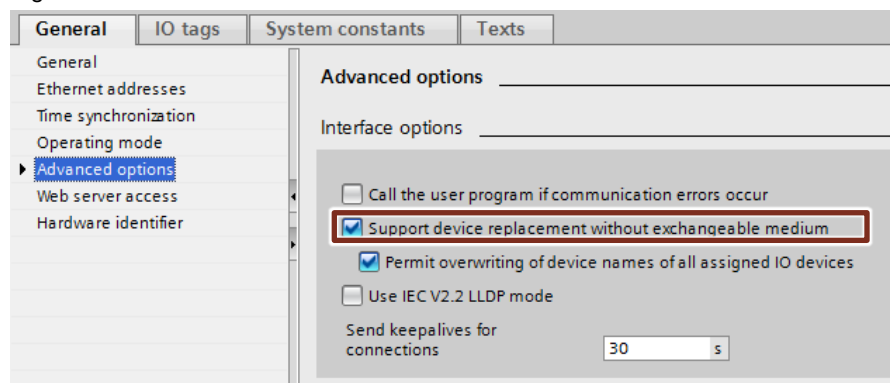 General IO tags System constants Texts
General
Ethernet addresses
Time synchronization
Operating mode
Advanced options
Web server access
Hardware identifier
Advanced options
Interface options
Call the user program if communication errors occur
Support device replacement without exchangeable medium
Permit overwriting of device names of all assigned IO devices
Use IEC V2.2 LLDP mode
Send keepalives for
connections 30 s